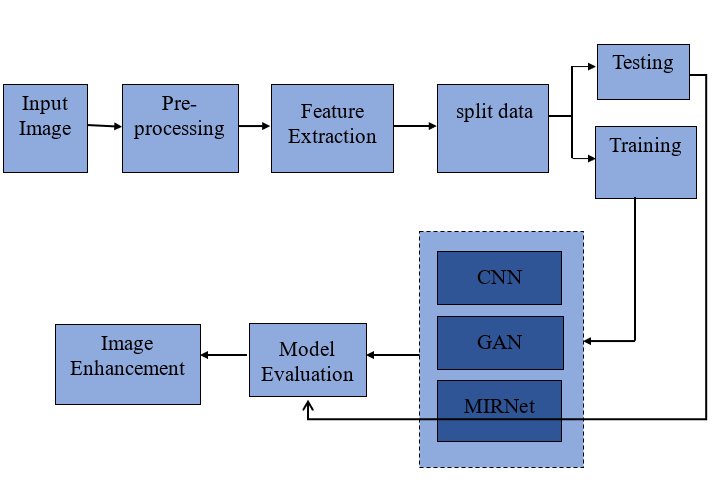 Input
Image
Pre-
processing
Feature
Extraction
split data
Testing
Training
CNN
GAN
MIRNet
Model
Evaluation
Image
Enhancement